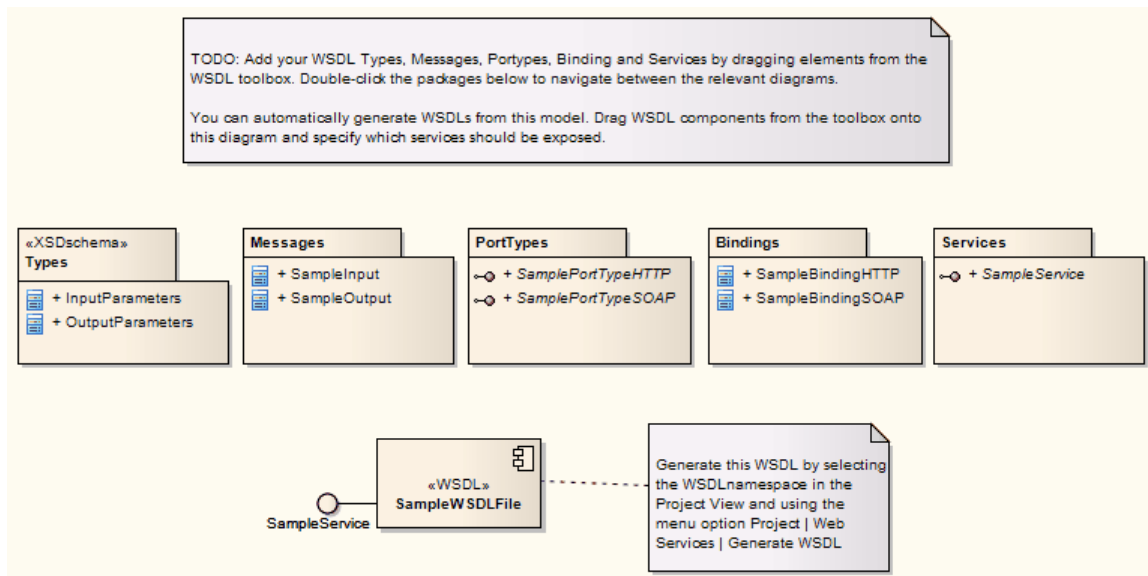 TODO: Add your WSDL Types, Messages, Portypes, Binding and Services by dragging elements from the
WSDL toolbox. Double-click the packages below to navigate between the relevant diagrams.
You can automatically generate WSDLs from this model. Drag WSDL components from the toolbox onto
this diagram and specify which services should be exposed.
«XSDschema»
Types
+ InputParameters
+ OutputParameters
Messages
+ SampleInput
+ SampleOutput
PortTypes
+ SamplePortTypeHTTP
+ SamplePortTypeSOAP
Bindings
+ SampleBindingHTTP
+ SampleBindingSOAP
Services
+ SampleService
«WSDL»
SampleWSDLFile
SampleService
Generate this WSDL by selecting
the WSDLnamespace in the
Project View and using the
menu option Project | Web
Services | Generate WSDL